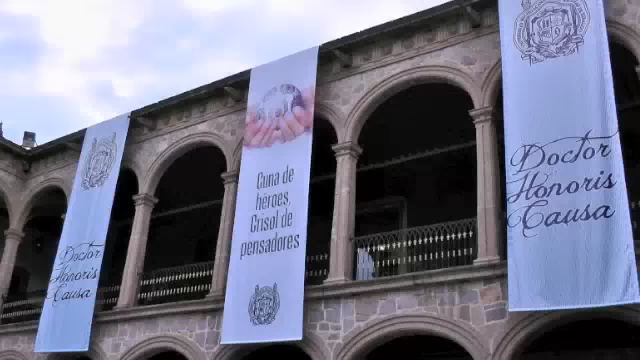 Doctor
Honoris
Causa
Cuna de
héroes,
Crisol de
pensadores
Doctor
Honoris
Causa